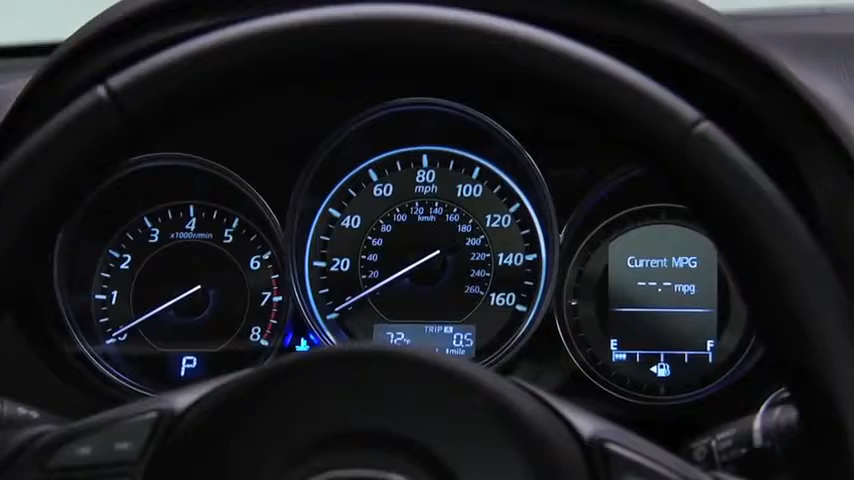 4
3
5
x1000r/min
2
6
1
7
0
8
P
80
mph
60
100
120
100
140
km/h
40
80
160
120
60
180
200
20
40
220
140
20
240
260
160
TRIP A
72°F
0.5
mile
Current MPG
--.- mpg
E
F